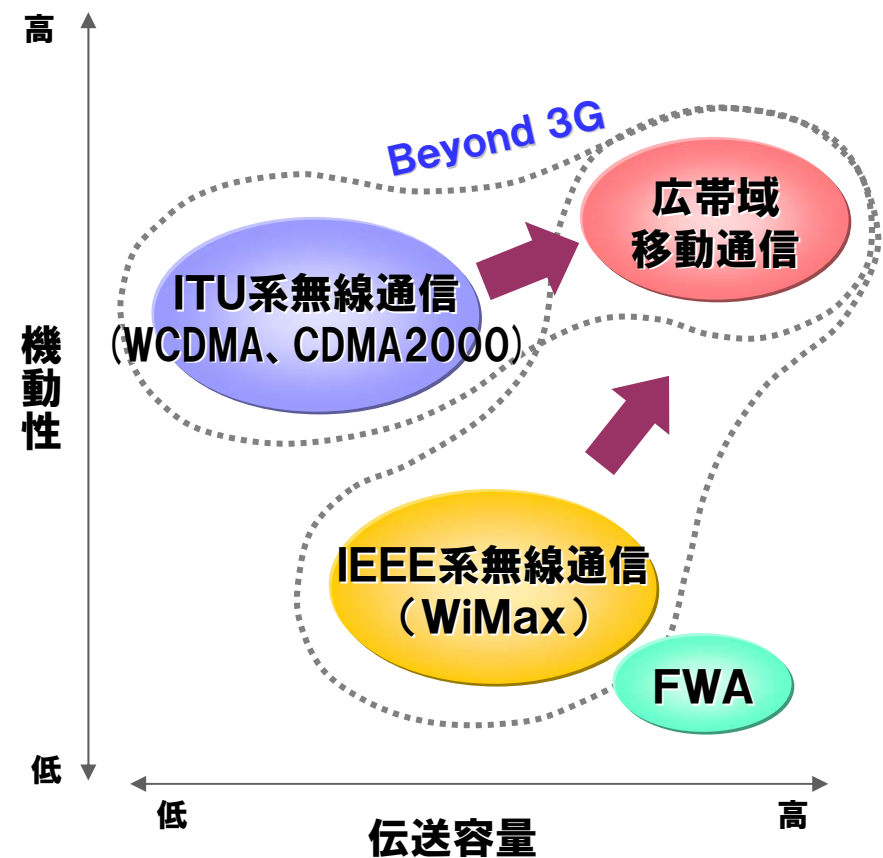 高
Beyond 3G
広帯域
移動通信
ITU系無線通信
(WCDMA、CDMA2000)
機動性
IEEE系無線通信
(WiMax)
FWA
低
低
高
伝送容量